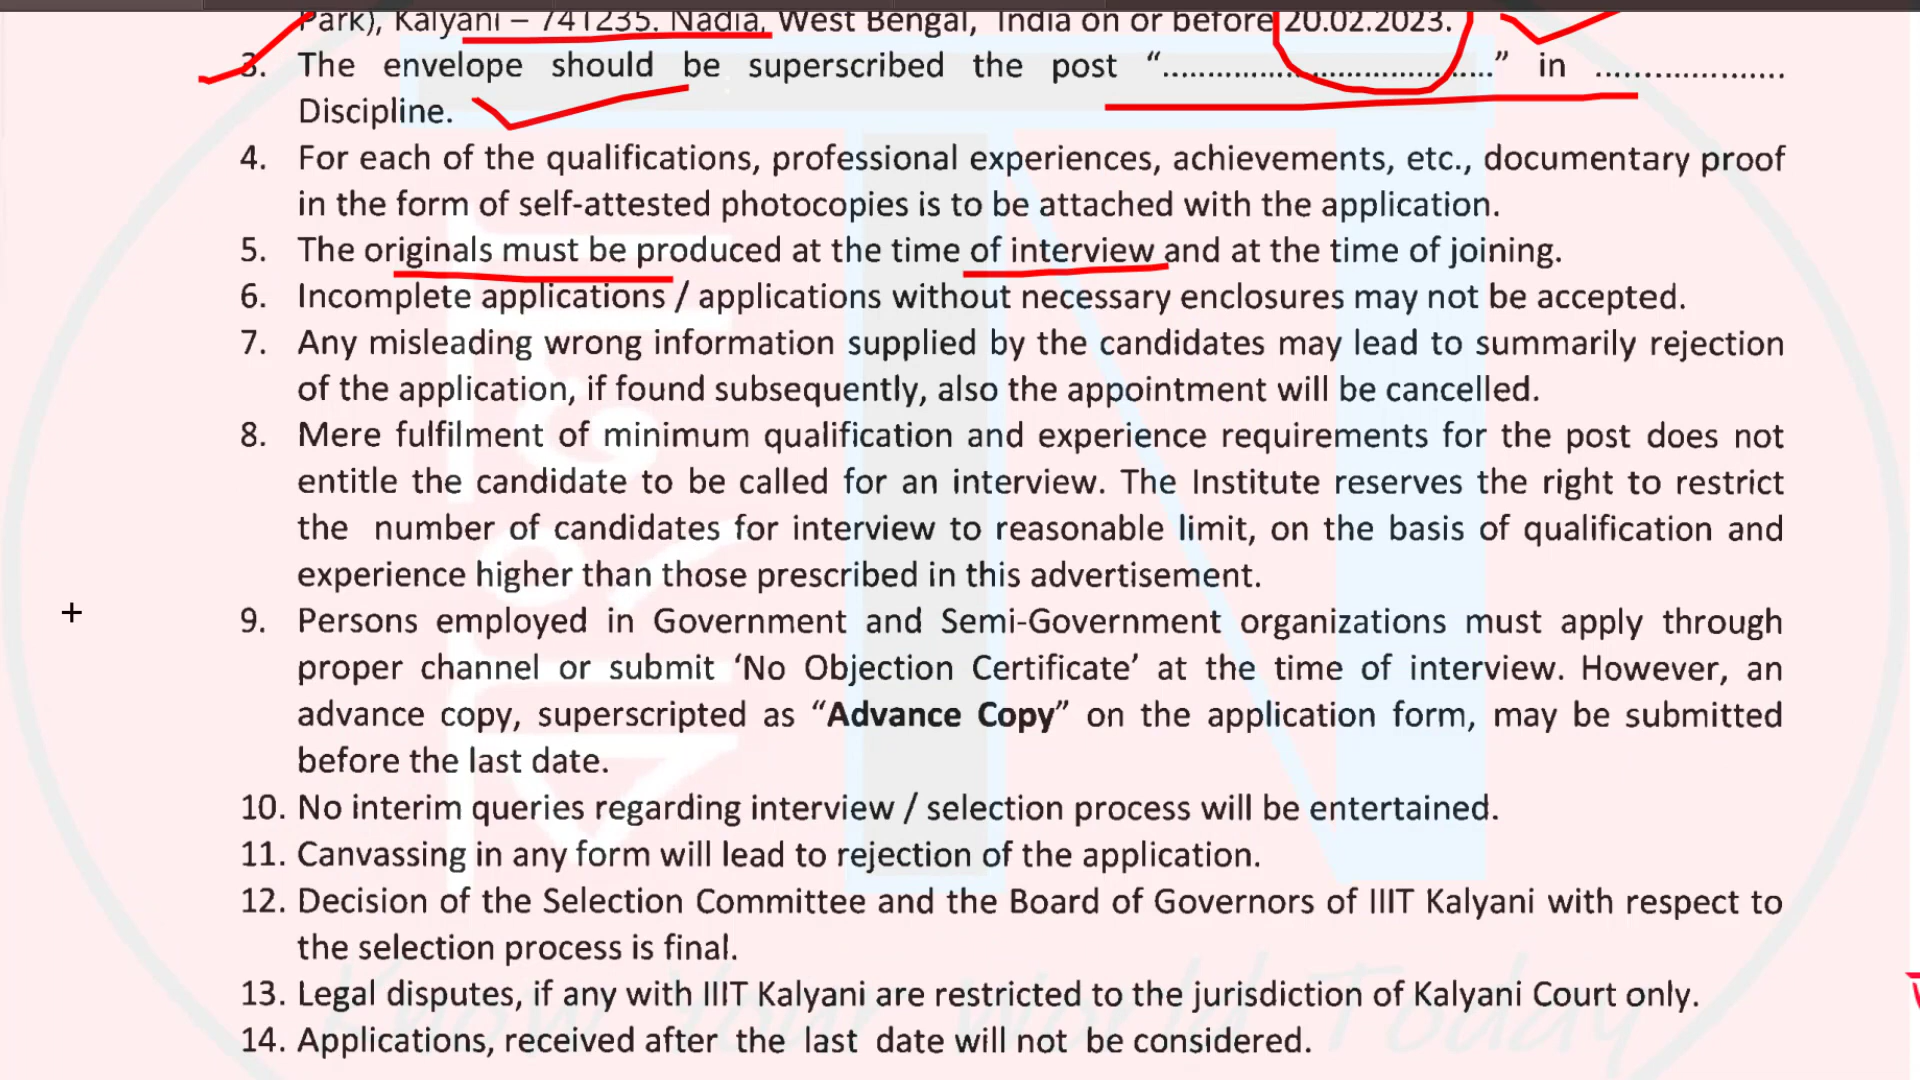 Park), Kalyani – 741235. Nadia, West Bengal, India on or before 20.02.2023.
3. The envelope should be superscribed the post “.....................................” in .....................
Discipline.
4. For each of the qualifications, professional experiences, achievements, etc., documentary proof
in the form of self-attested photocopies is to be attached with the application.
5. The originals must be produced at the time of interview and at the time of joining.
6. Incomplete applications / applications without necessary enclosures may not be accepted.
7. Any misleading wrong information supplied by the candidates may lead to summarily rejection
of the application, if found subsequently, also the appointment will be cancelled.
8. Mere fulfilment of minimum qualification and experience requirements for the post does not
entitle the candidate to be called for an interview. The Institute reserves the right to restrict
the number of candidates for interview to reasonable limit, on the basis of qualification and
experience higher than those prescribed in this advertisement.
9. Persons employed in Government and Semi-Government organizations must apply through
proper channel or submit ‘No Objection Certificate’ at the time of interview. However, an
advance copy, superscripted as “Advance Copy” on the application form, may be submitted
before the last date.
10. No interim queries regarding interview / selection process will be entertained.
11. Canvassing in any form will lead to rejection of the application.
12. Decision of the Selection Committee and the Board of Governors of IIIT Kalyani with respect to
the selection process is final.
13. Legal disputes, if any with IIIT Kalyani are restricted to the jurisdiction of Kalyani Court only.
14. Applications, received after the last date will not be considered.
Know Your World Today